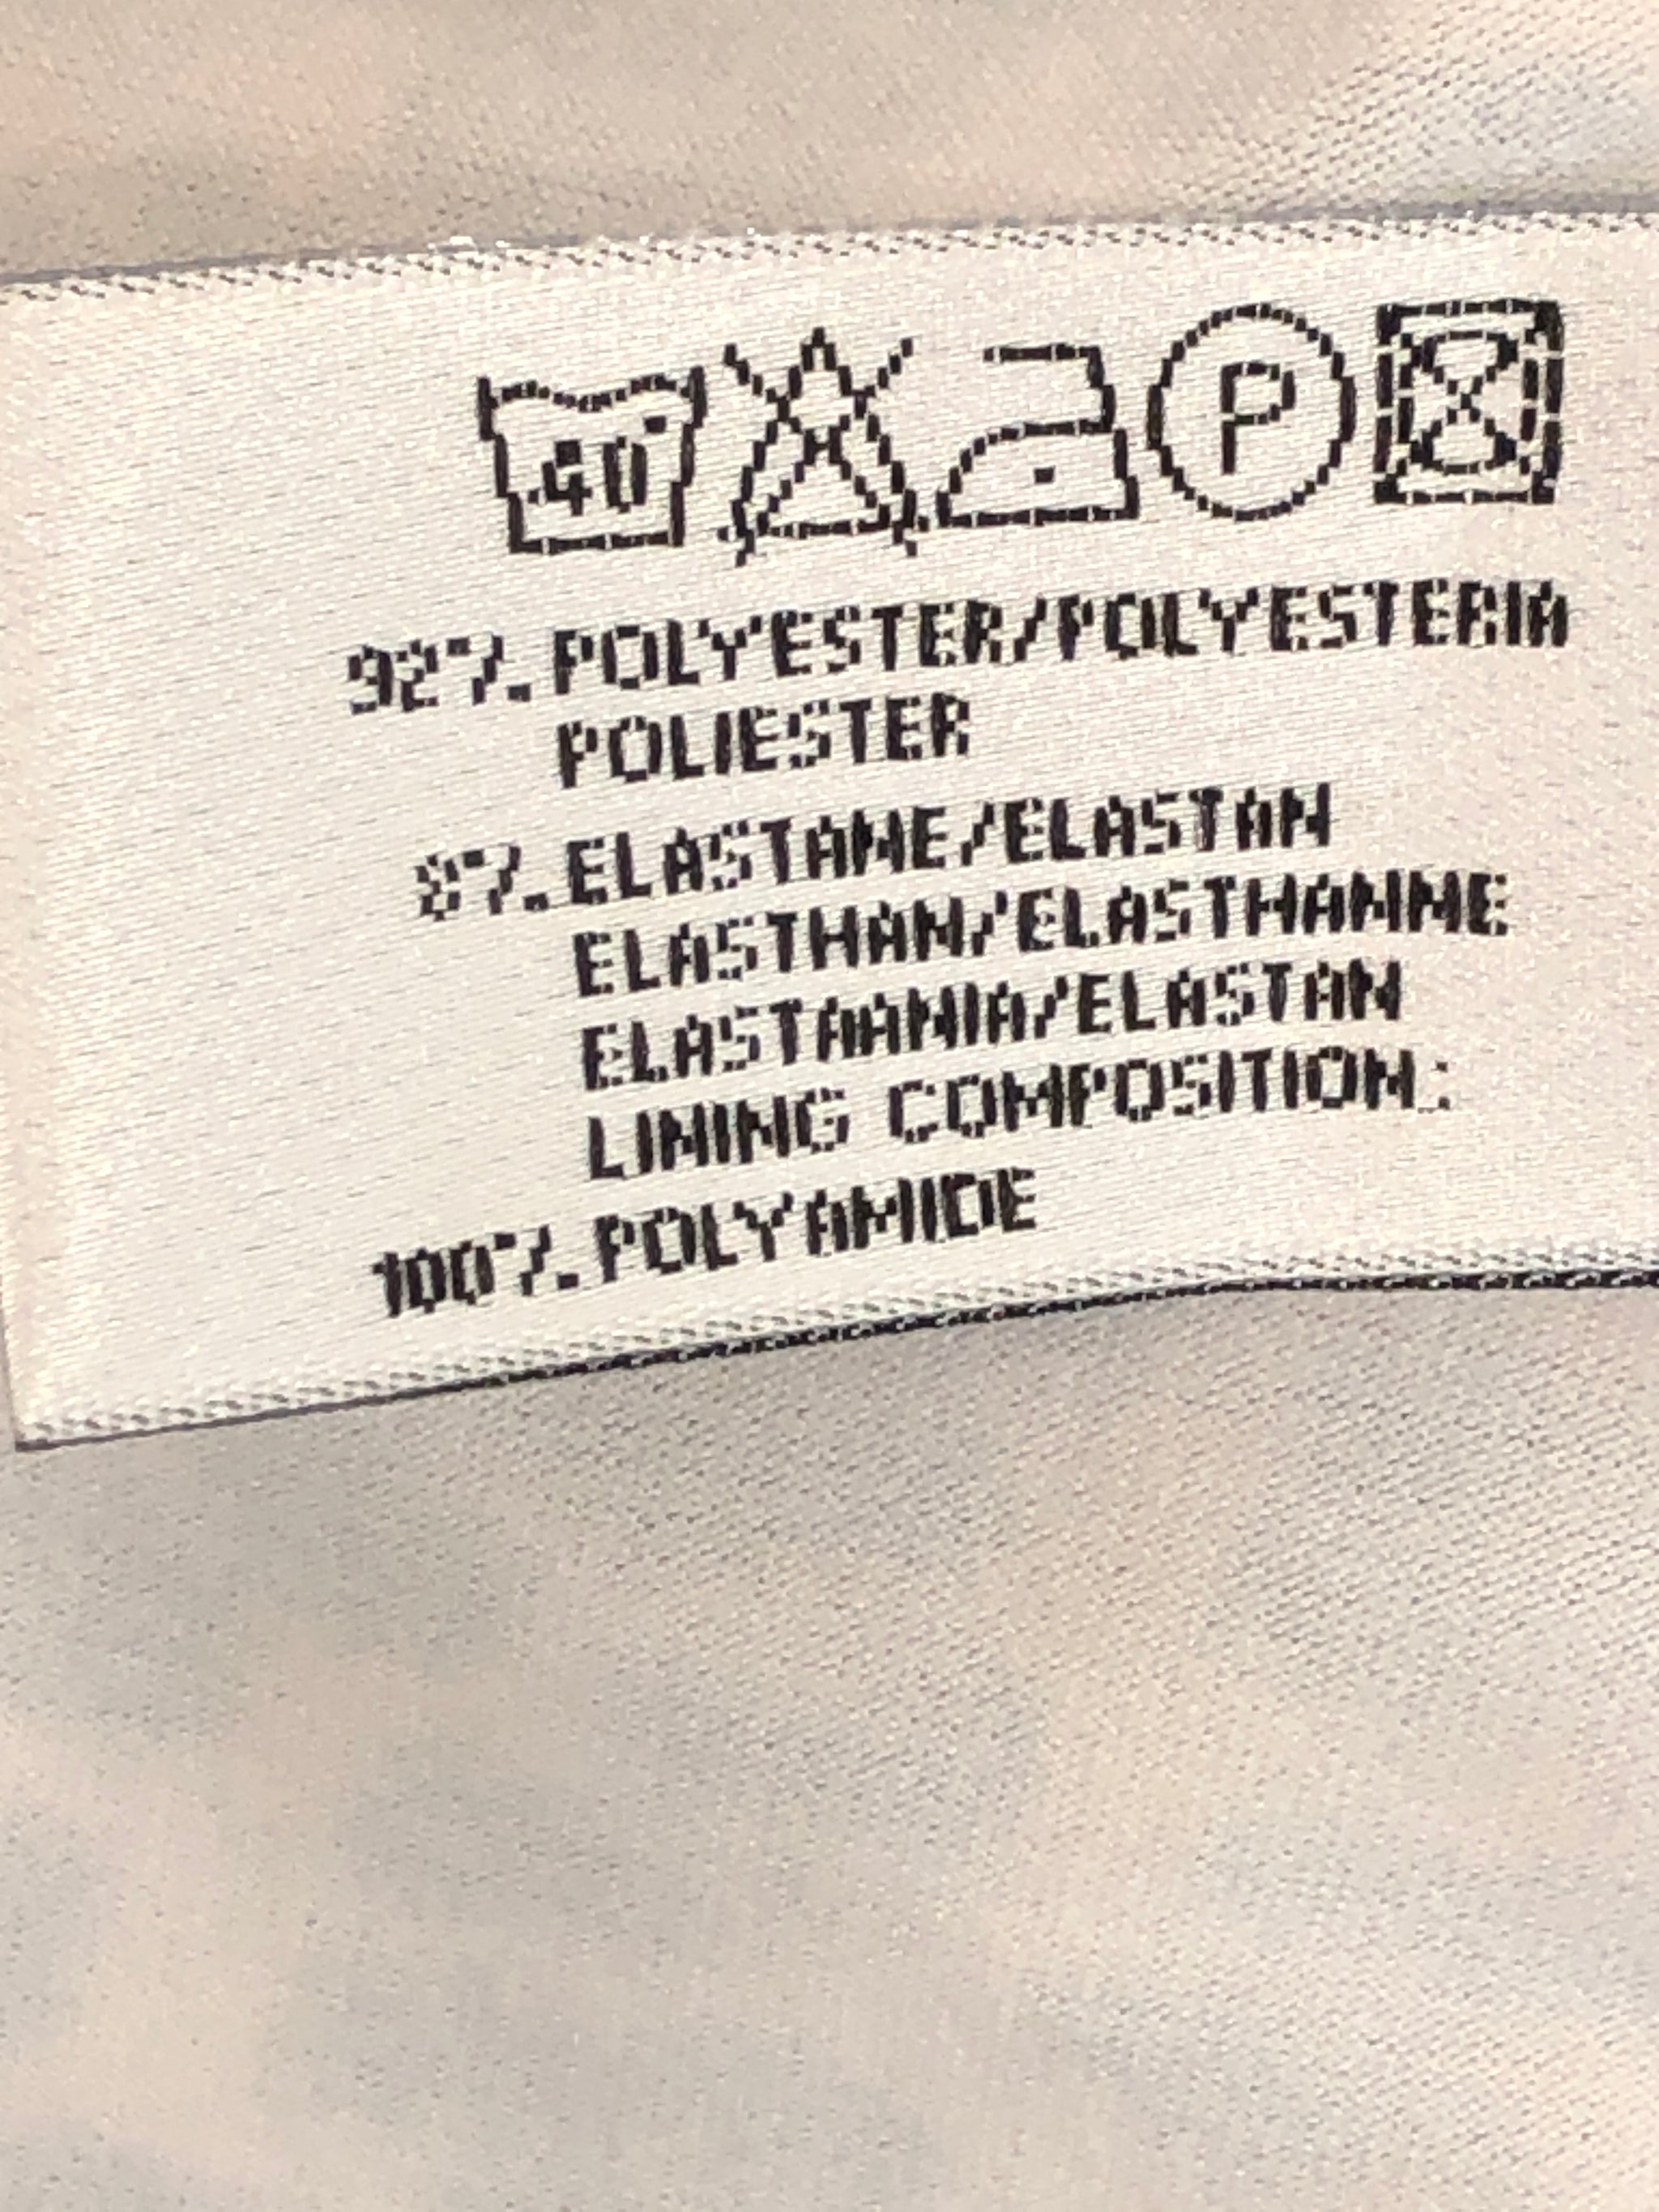 40°
P
92% POLYESTER/POLYESTERIA
POLIESTER
8% ELASTANE/ELASTAN
ELASTHAN/ELASTHANNE
ELASTAANIA/ELASTAN
LINING COMPOSITION:
100% POLYAMIDE